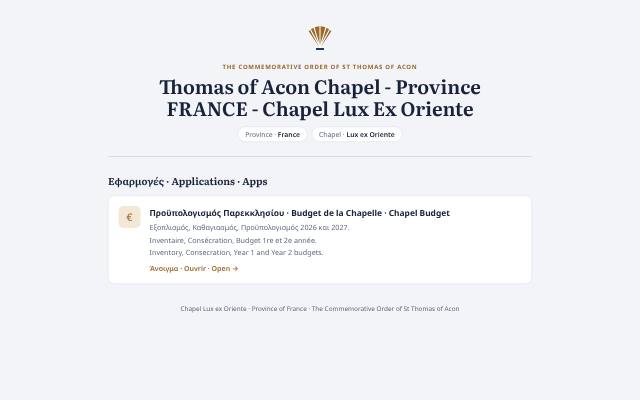 THE COMMEMORATIVE ORDER OF ST THOMAS OF ACON
Thomas of Acon Chapel - Province
FRANCE - Chapel Lux Ex Oriente
Province · France Chapel · Lux ex Oriente
Εφαρμογές · Applications · Apps
€
Προϋπολογισμός Παρεκκλησίου · Budget de la Chapelle · Chapel Budget
Εξοπλισμός, Καθαγιασμός, Προϋπολογισμός 2026 και 2027.
Inventaire, Consécration, Budget 1re et 2e année.
Inventory, Consecration, Year 1 and Year 2 budgets.
Άνοιγμα · Ouvrir · Open →
Chapel Lux ex Oriente · Province of France · The Commemorative Order of St Thomas of Acon